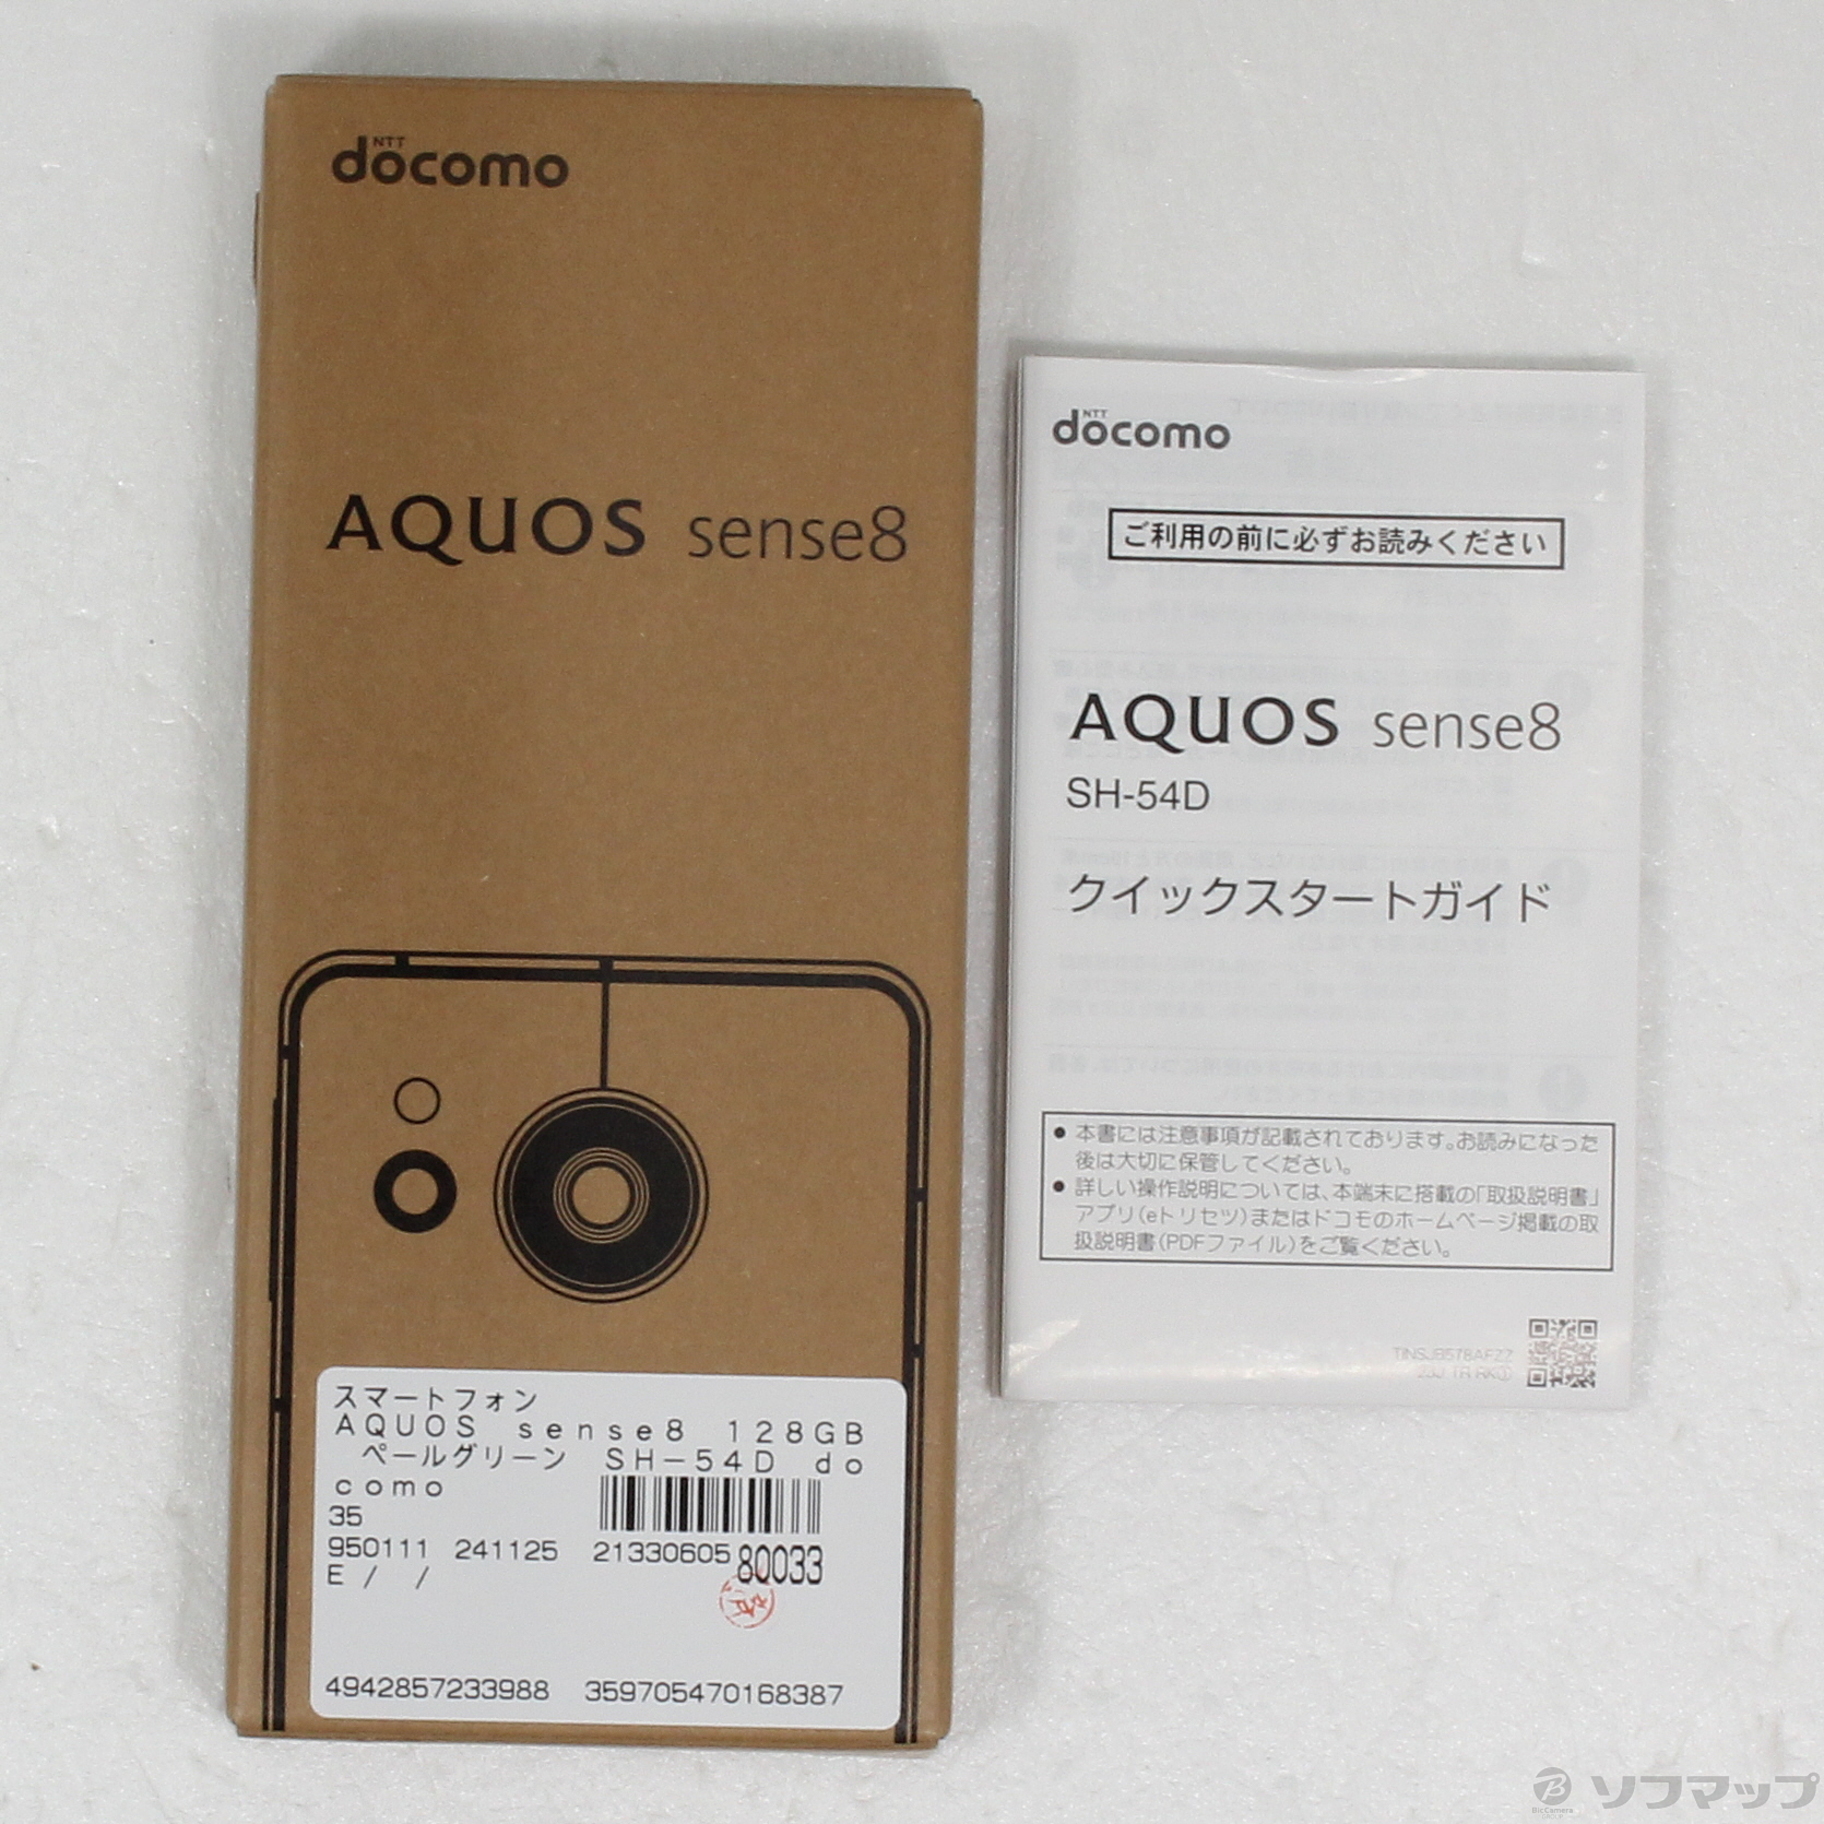 NTT
docomo
AQUOS sense8
スマートフォン
AQUOS sense8 128GB
ペールグリーン SH-54D do
como
35
950111 241125 2133060580033
E / /
4942857233988 359705470168387
NTT
docomo
ご利用の前に必ずお読みください
AQUOS sense8
SH-54D
クイックスタートガイド
● 本書には注意事項が記載されております。お読みになった
後は大切に保管してください。
● 詳しい操作説明については、本端末に搭載の「取扱説明書」
アプリ(eトリセツ)またはドコモのホームページ掲載の取
扱説明書(PDFファイル)をご覧ください。
TINSJB578AFZZ
23J TR RK①
BicCamera
GROUP
ソフマップ